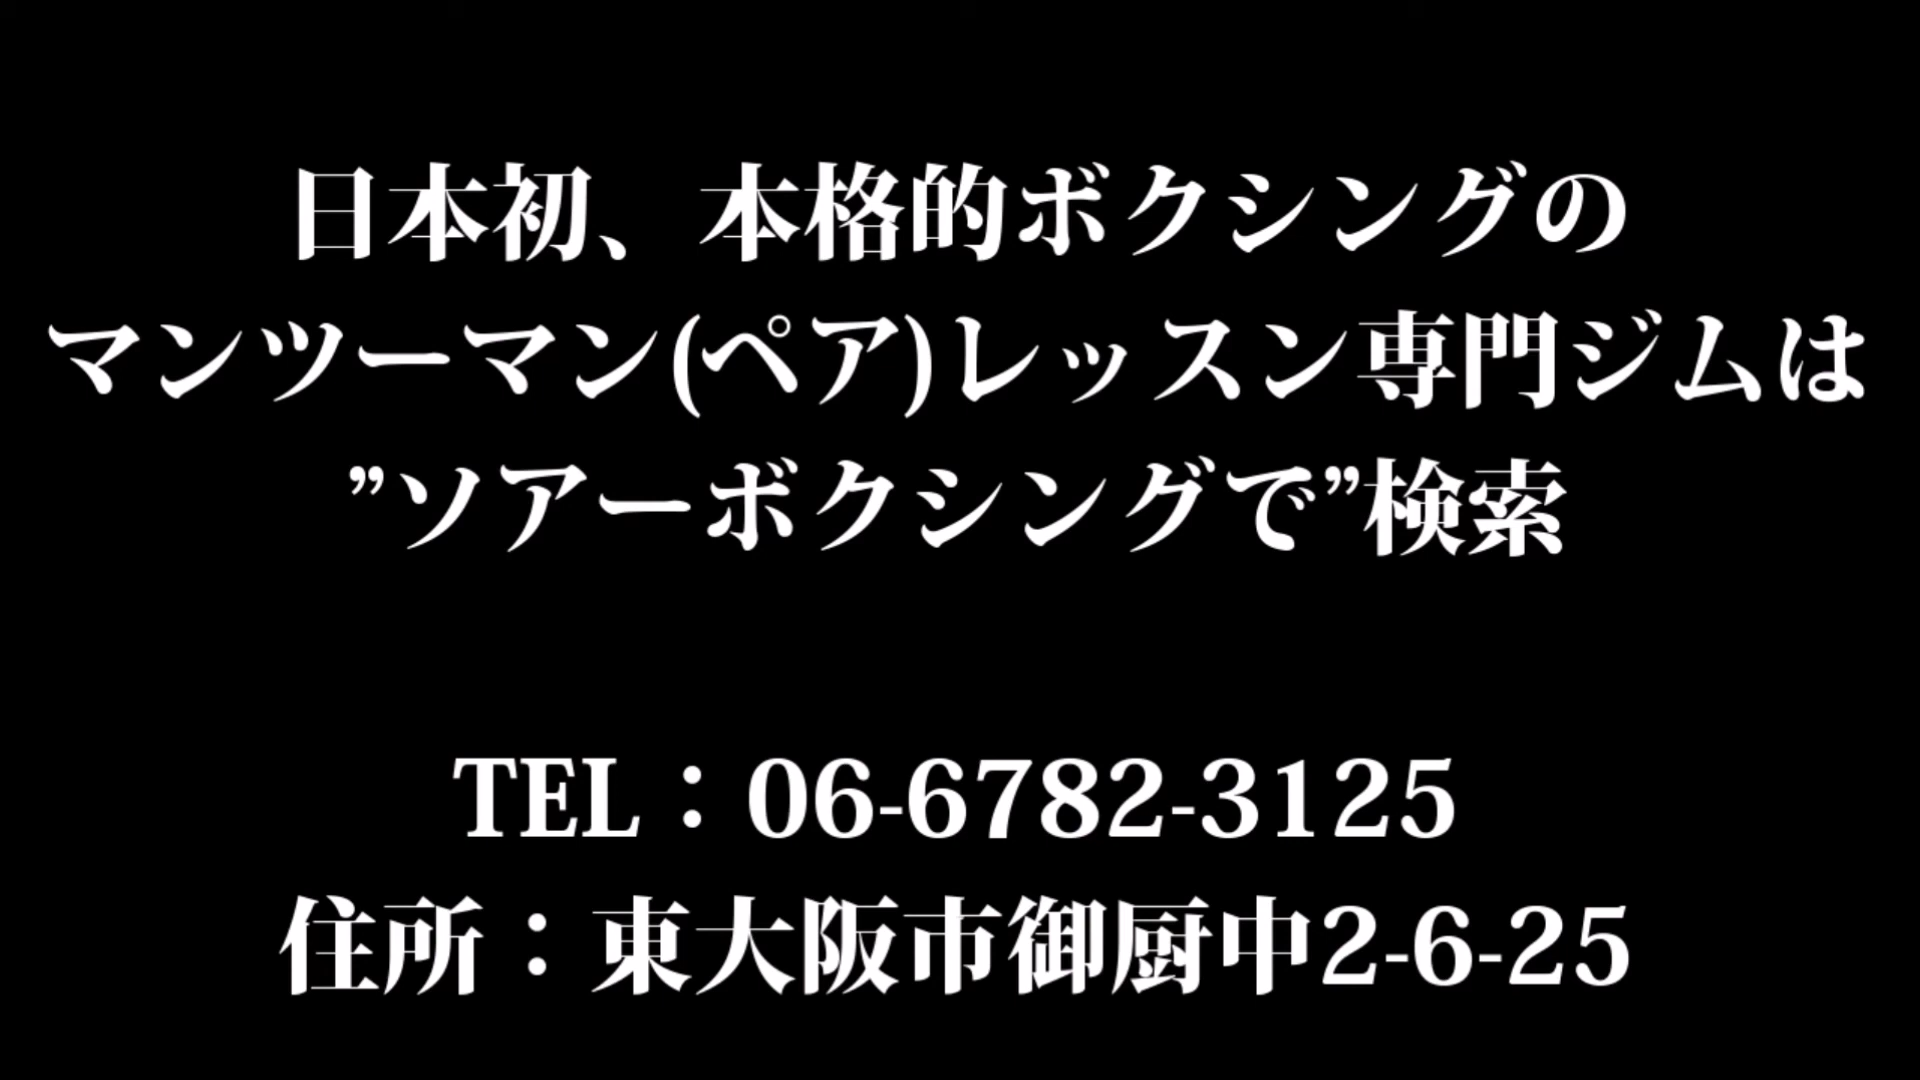 日本初、本格的ボクシングの
マンツーマン(ペア)レッスン専門ジムは
”ソアーボクシングで”検索
TEL：06-6782-3125
住所：東大阪市御厨中2-6-25